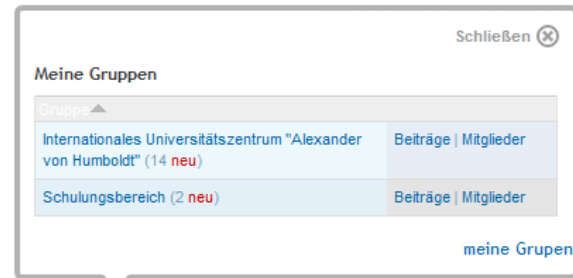 Schließen
Meine Gruppen
Gruppe
Internationales Universitätszentrum "Alexander
von Humboldt" (14 neu)
Beiträge | Mitglieder
Schulungsbereich (2 neu)
Beiträge | Mitglieder
meine Grupen